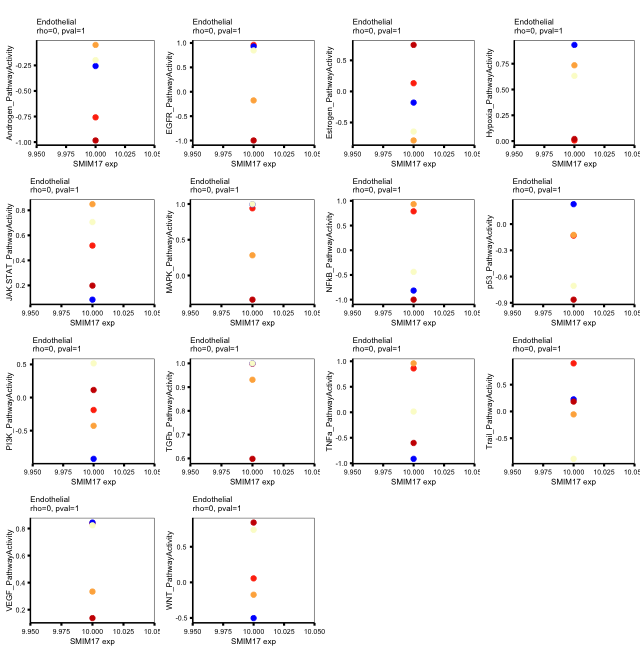 Endothelial
rho=0, pval=1
Androgen_PathwayActivity
-0.25
-0.50
-0.75
-1.00
9.950 9.975 10.000 10.025 10.05
SMIM17 exp
Endothelial
rho=0, pval=1
EGFR_PathwayActivity
1.0
0.5
0.0
-0.5
-1.0
9.950 9.975 10.000 10.025 10.050
SMIM17 exp
Endothelial
rho=0, pval=1
Estrogen_PathwayActivity
0.5
0.0
-0.5
9.950 9.975 10.000 10.025 10.05
SMIM17 exp
Endothelial
rho=0, pval=1
Hypoxia_PathwayActivity
0.75
0.50
0.25
0.00
9.950 9.975 10.000 10.025 10.05
SMIM17 exp
Endothelial
rho=0, pval=1
JAK.STAT_PathwayActivity
0.8
0.6
0.4
0.2
9.950 9.975 10.000 10.025 10.05
SMIM17 exp
Endothelial
rho=0, pval=1
MAPK_PathwayActivity
1.0
0.5
0.0
9.950 9.975 10.000 10.025 10.050
SMIM17 exp
Endothelial
rho=0, pval=1
NFkB_PathwayActivity
1.0
0.5
0.0
-0.5
-1.0
9.950 9.975 10.000 10.025 10.05
SMIM17 exp
Endothelial
rho=0, pval=1
p53_PathwayActivity
0.0
-0.3
-0.6
-0.9
9.950 9.975 10.000 10.025 10.05
SMIM17 exp
Endothelial
rho=0, pval=1
PI3K_PathwayActivity
0.5
0.0
-0.5
9.950 9.975 10.000 10.025 10.05
SMIM17 exp
Endothelial
rho=0, pval=1
TGFb_PathwayActivity
1.0
0.9
0.8
0.7
0.6
9.950 9.975 10.000 10.025 10.050
SMIM17 exp
Endothelial
rho=0, pval=1
TNFa_PathwayActivity
1.0
0.5
0.0
-0.5
-1.0
9.950 9.975 10.000 10.025 10.05
SMIM17 exp
Endothelial
rho=0, pval=1
Trail_PathwayActivity
0.5
0.0
-0.5
9.950 9.975 10.000 10.025 10.05
SMIM17 exp
Endothelial
rho=0, pval=1
VEGF_PathwayActivity
0.8
0.6
0.4
0.2
9.950 9.975 10.000 10.025 10.05
SMIM17 exp
Endothelial
rho=0, pval=1
WNT_PathwayActivity
0.5
0.0
-0.5
9.950 9.975 10.000 10.025 10.050
SMIM17 exp